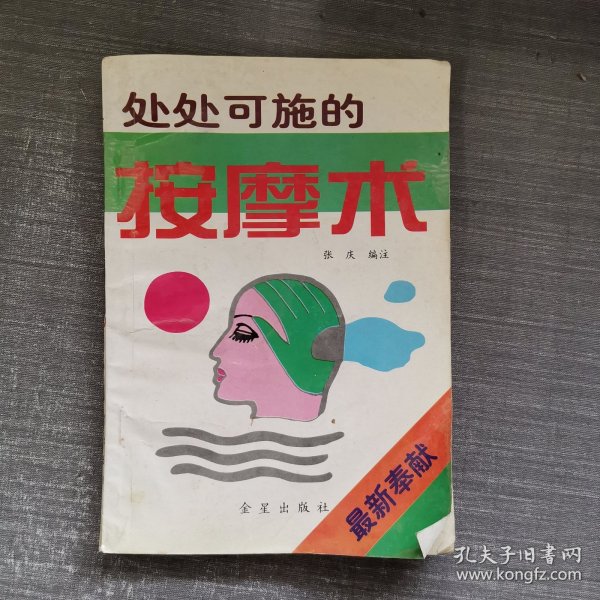 处处可施的
按摩术
张庆 编注
金星出版社
最新奉献
孔夫子旧书网
www.kongfz.com